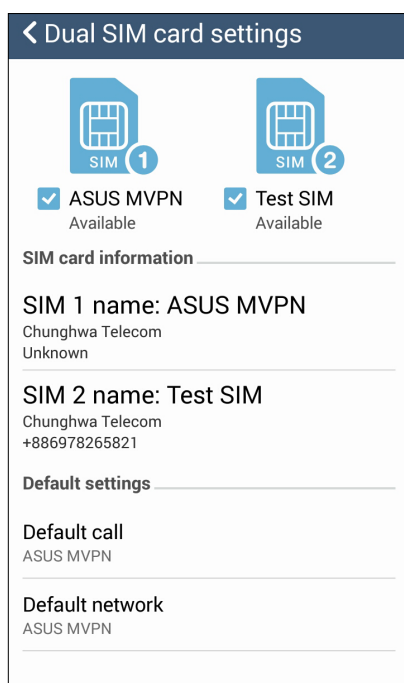 Dual SIM card settings
SIM 1 SIM 2
ASUS MVPN Test SIM
Available Available
SIM card information
SIM 1 name: ASUS MVPN
Chunghwa Telecom
Unknown
SIM 2 name: Test SIM
Chunghwa Telecom
+886978265821
Default settings
Default call
ASUS MVPN
Default network
ASUS MVPN